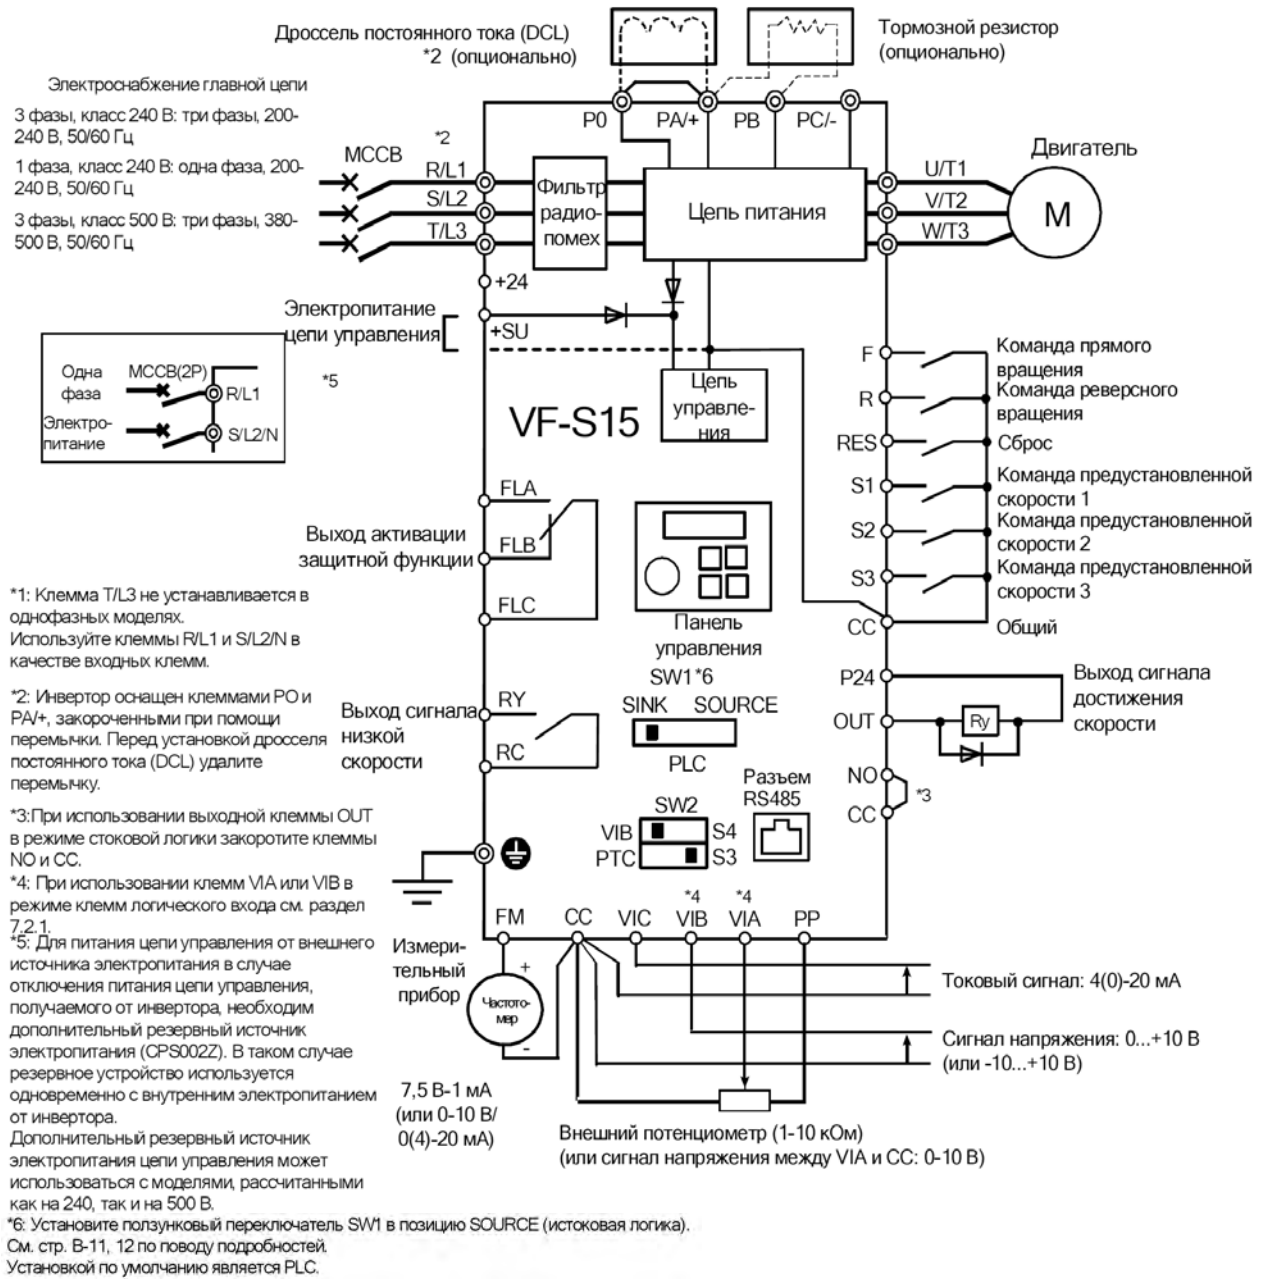 Дроссель постоянного тока (DCL)
*2 (опционально)
Тормозной резистор
(опционально)
Электроснабжение главной цепи
3 фазы, класс 240 В: три фазы, 200-
240 В, 50/60 Гц
1 фаза, класс 240 В: одна фаза, 200-
240 В, 50/60 Гц
3 фазы, класс 500 В: три фазы, 380-
500 В, 50/60 Гц
*2
MCCB
R/L1
S/L2
T/L3
P0
PA/+
PB
PC/-
Фильтр
радио-
помех
Цепь питания
U/T1
V/T2
W/T3
Двигатель
M
+24
Электропитание
цепи управления
+SU
*5
Одна
фаза
MCCB(2P)
R/L1
Электро-
питание
S/L2/N
Цепь
управле-
ния
VF-S15
F
Команда прямого
вращения
R
Команда реверсного
вращения
RES
Сброс
S1
Команда предустановленной
скорости 1
S2
Команда предустановленной
скорости 2
S3
Команда предустановленной
скорости 3
CC
Общий
FLA
FLB
FLC
Выход активации
защитной функции
Панель
управления
SW1*6
SINK
SOURCE
PLC
RY
RC
Выход сигнала
низкой
скорости
P24
OUT
Ry
Выход сигнала
достижения
скорости
NO
CC
*3
SW2
VIB
S4
PTC
S3
Разъем
RS485
*1: Клемма T/L3 не устанавливается в
однофазных моделях.
Используйте клеммы R/L1 и S/L2/N в
качестве входных клемм.
*2: Инвертор оснащен клеммами PO и
PA/+, закороченными при помощи
перемычки. Перед установкой дросселя
постоянного тока (DCL) удалите
перемычку.
*3:При использовании выходной клеммы OUT
в режиме стоковой логики закоротите клеммы
NO и CC.
*4: При использовании клемм VIA или VIB в
режиме клемм логического входа см. раздел
7.2.1.
*5: Для питания цепи управления от внешнего
источника электропитания в случае
отключения питания цепи управления,
получаемого от инвертора, необходим
дополнительный резервный источник
электропитания (CPS002Z). В таком случае
резервное устройство используется
одновременно с внутренним электропитанием
от инвертора.
Дополнительный резервный источник
электропитания цепи управления может
использоваться с моделями, рассчитанными
как на 240, так и на 500 В.
*6: Установите ползунковый переключатель SW1 в позицию SOURCE (истоковая логика).
См. стр. B-11, 12 по поводу подробностей.
Установкой по умолчанию является PLC.
FM
CC
VIC
*4
VIB
*4
VIA
PP
Измери-
тельный
прибор
+
Частото-
мер
-
7,5 В-1 мА
(или 0-10 В/
0(4)-20 мА)
Токовый сигнал: 4(0)-20 мА
Сигнал напряжения: 0...+10 В
(или -10...+10 В)
Внешний потенциометр (1-10 кОм)
(или сигнал напряжения между VIA и CC: 0-10 В)